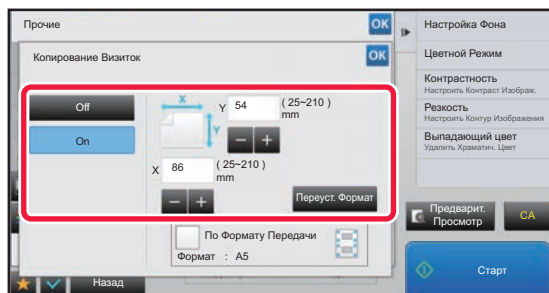 Прочие
OK
Копирование Визиток
OK
Off
On
X
Y
Y 54 ( 25~210 )
mm
X 86 ( 25~210 )
mm
Переуст. Формат
По Формату Передачи
Формат : A5
Назад
Настройка Фона
Цветной Режим
Контрастность
Настроить Контраст Изображ.
Резкость
Настроить Контур Изображения
Выпадающий цвет
Удалить Храматич. Цвет
Предварит.
Просмотр
CA
Старт